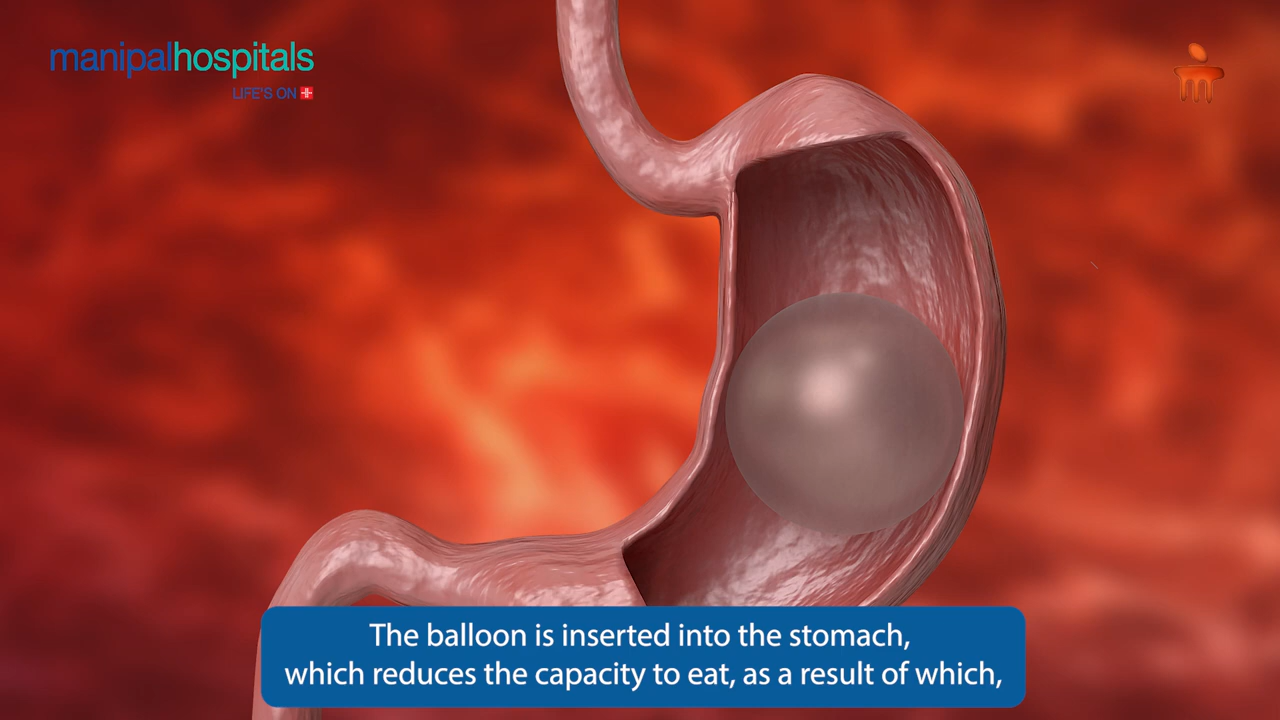 manipalhospitals
LIFE'S ON
The balloon is inserted into the stomach,
which reduces the capacity to eat, as a result of which,